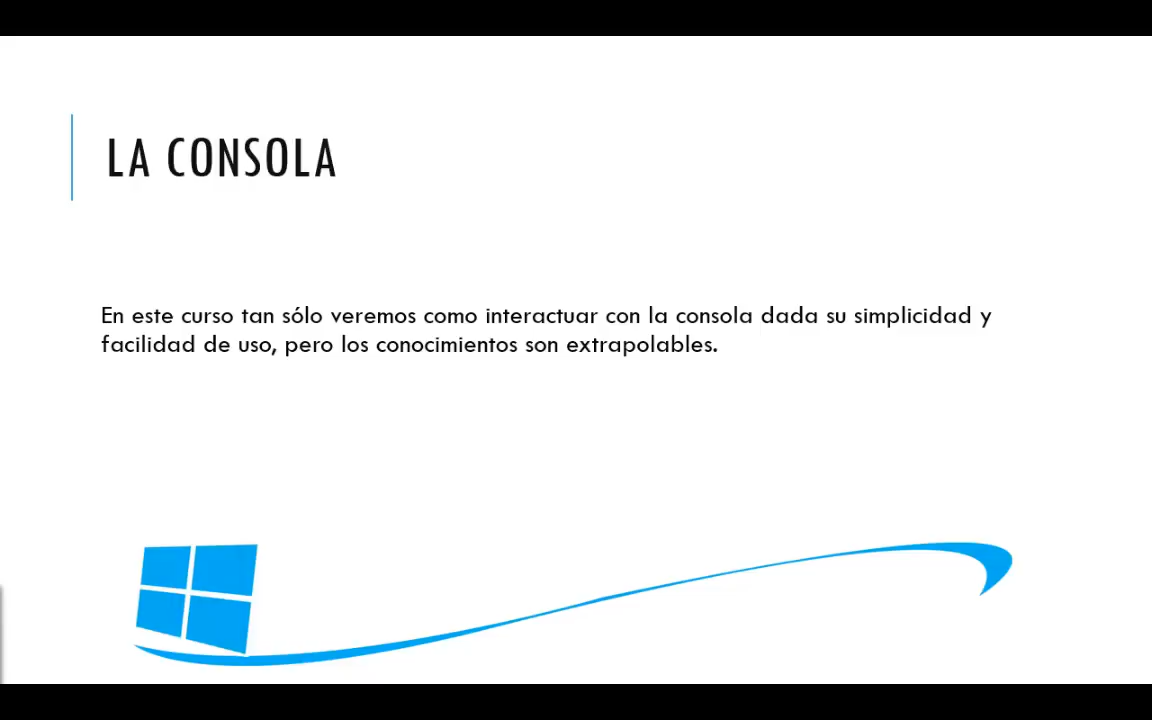 LA CONSOLA
En este curso tan sólo veremos como interactuar con la consola dada su simplicidad y
facilidad de uso, pero los conocimientos son extrapolables.